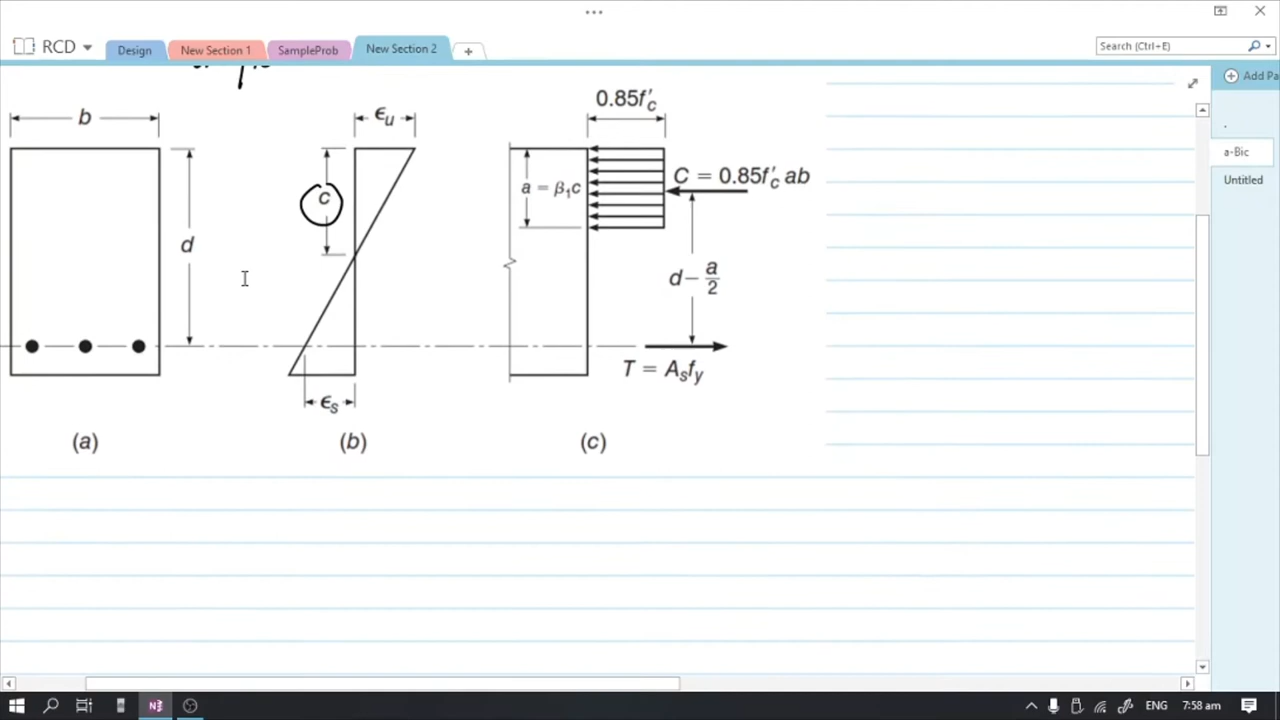 RCD
Design
New Section 1
SampleProb
New Section 2
Search (Ctrl+E)
Add Pa
a-Bic
Untitled
b
ϵu
0.85f′c
d
c
a = β1c
C = 0.85f′c ab
d − a/2
T = Asfy
ϵs
(a)
(b)
(c)
ENG
7:58 am